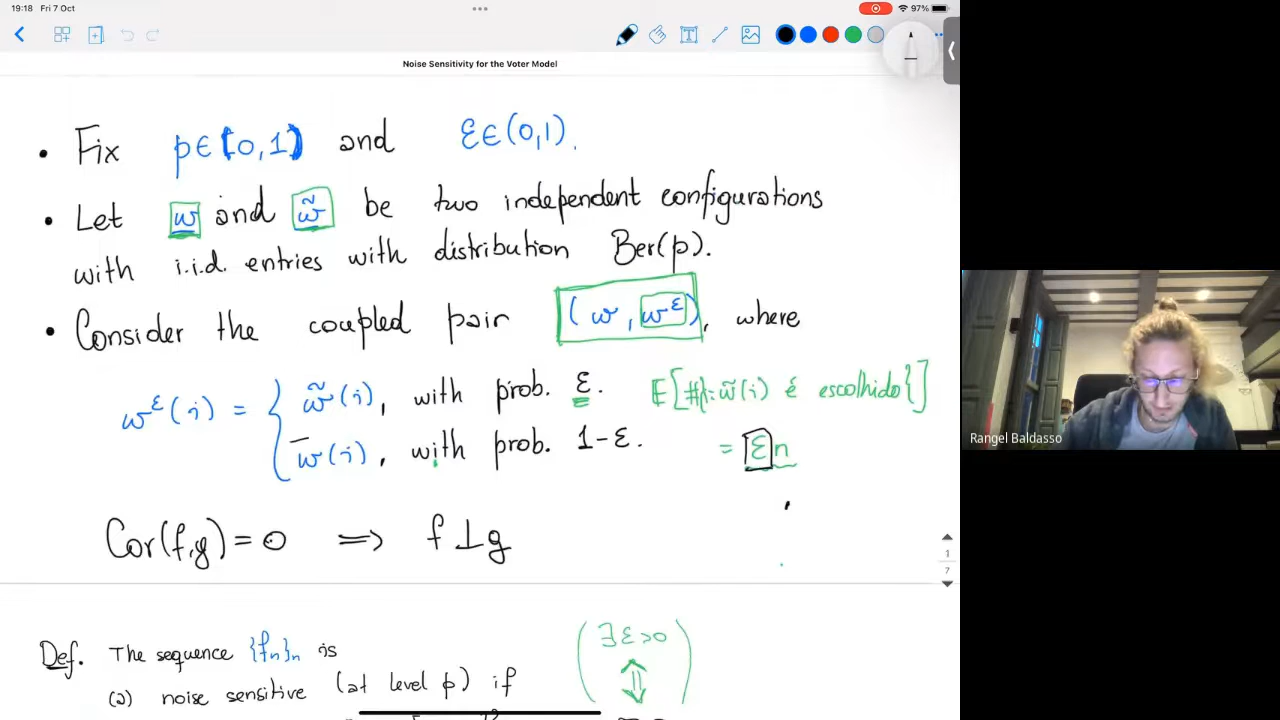 19:18 Fri 7 Oct
97%
Noise Sensitivity for the Voter Model
• Fix p∈(0,1) and ε∈(0,1).
• Let w and w̃ be two independent configurations
with i.i.d. entries with distribution Ber(p).
• Consider the coupled pair (w, w^ε), where
w^ε(i) = { w̃(i), with prob. ε.
w(i), with prob. 1-ε.
E[#{i: w̃(i) é escolhido}]
= εn
Cor(f,g)=0 ⟹ f⊥g
1
7
Def. The sequence {fn}n is
(a) noise sensitive (at level p) if
∃ε>0
⇕
Rangel Baldasso